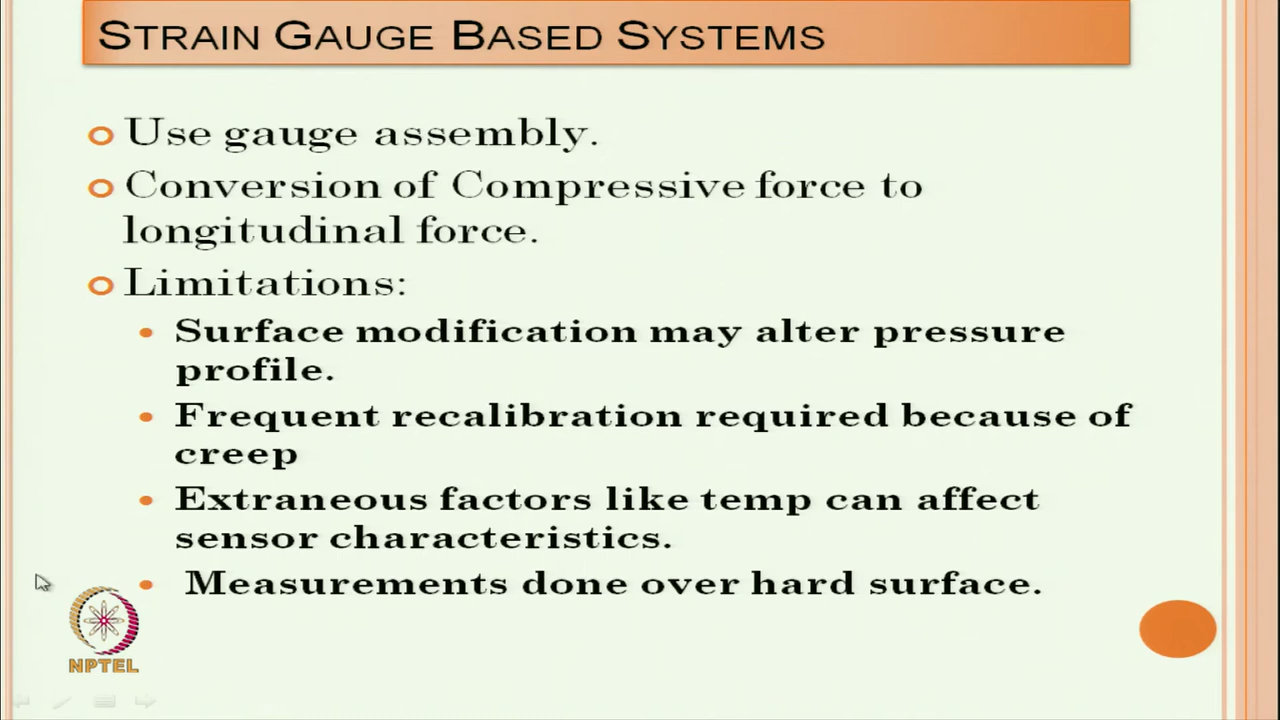 STRAIN GAUGE BASED SYSTEMS
Use gauge assembly.
Conversion of Compressive force to
longitudinal force.
Limitations:
Surface modification may alter pressure
profile.
Frequent recalibration required because of
creep
Extraneous factors like temp can affect
sensor characteristics.
Measurements done over hard surface.
NPTEL